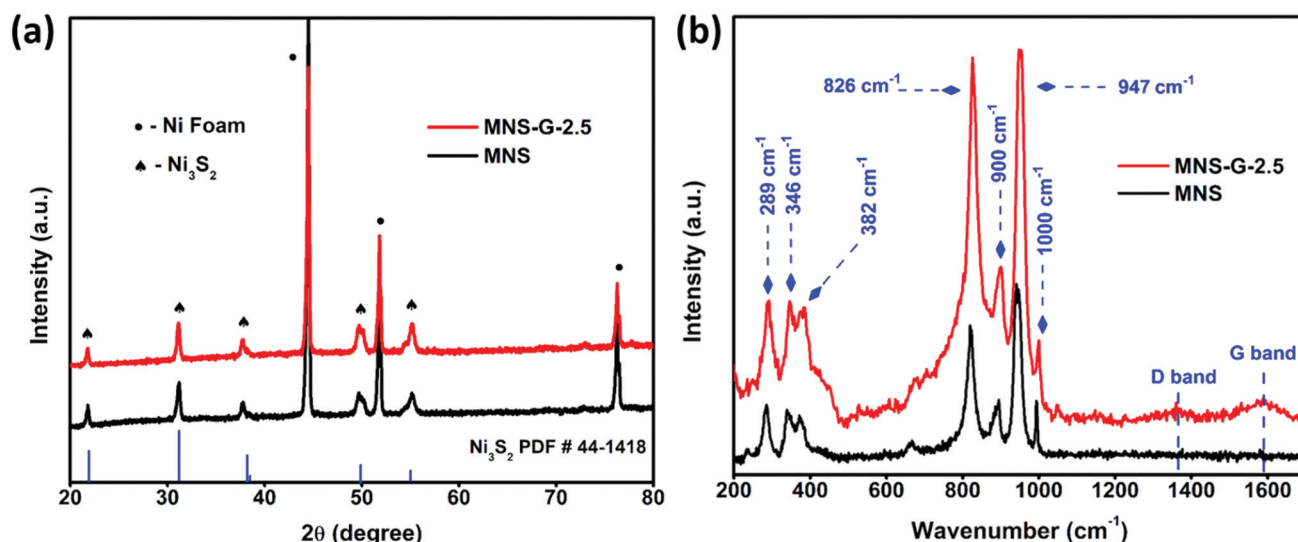 (a)
Intensity (a.u.)
• - Ni Foam
♠ - Ni₃S₂
MNS-G-2.5
MNS
Ni₃S₂ PDF # 44-1418
20 30 40 50 60 70 80
2θ (degree)
(b)
Intensity (a.u.)
289 cm⁻¹
346 cm⁻¹
382 cm⁻¹
826 cm⁻¹
900 cm⁻¹
947 cm⁻¹
1000 cm⁻¹
MNS-G-2.5
MNS
D band
G band
200 400 600 800 1000 1200 1400 1600
Wavenumber (cm⁻¹)